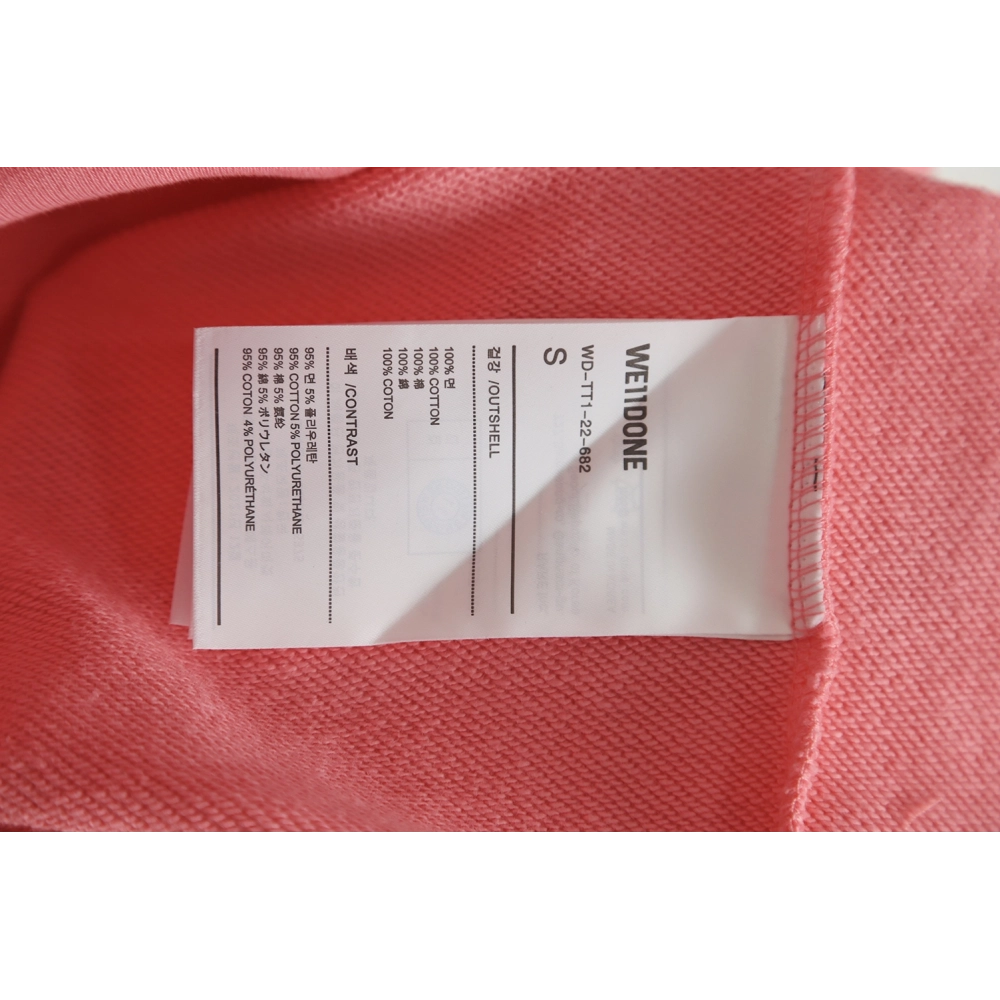 WE11DONE
WD-TT1-22-682
S
겉감 /OUTSHELL
100% 면
100% COTTON
100% 棉
100% 綿
100% COTON
배색 /CONTRAST
95% 면 5% 폴리우레탄
95% COTTON 5% POLYURETHANE
95% 棉 5% 氨纶
95% 綿 5% ポリウレタン
95% COTON 4% POLYURÉTHANE